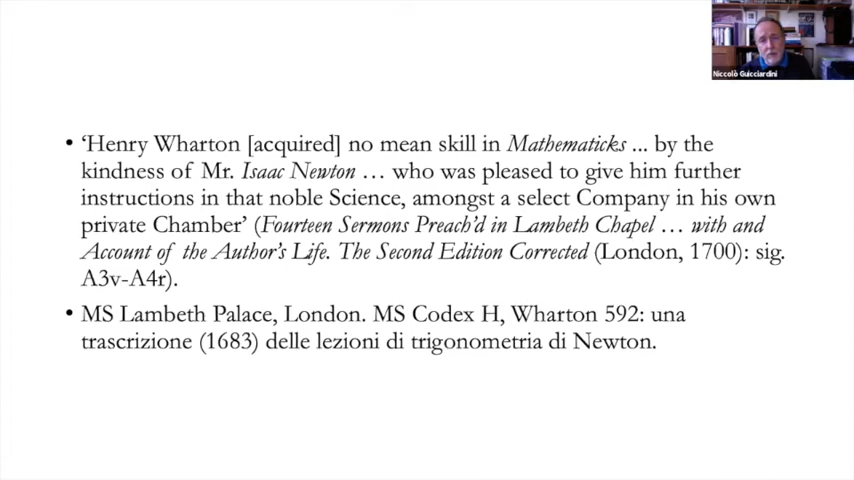 Niccolò Guicciardini
• ‘Henry Wharton [acquired] no mean skill in Mathematicks ... by the
kindness of Mr. Isaac Newton … who was pleased to give him further
instructions in that noble Science, amongst a select Company in his own
private Chamber’ (Fourteen Sermons Preach’d in Lambeth Chapel … with and
Account of the Author’s Life. The Second Edition Corrected (London, 1700): sig.
A3v-A4r).
• MS Lambeth Palace, London. MS Codex H, Wharton 592: una
trascrizione (1683) delle lezioni di trigonometria di Newton.